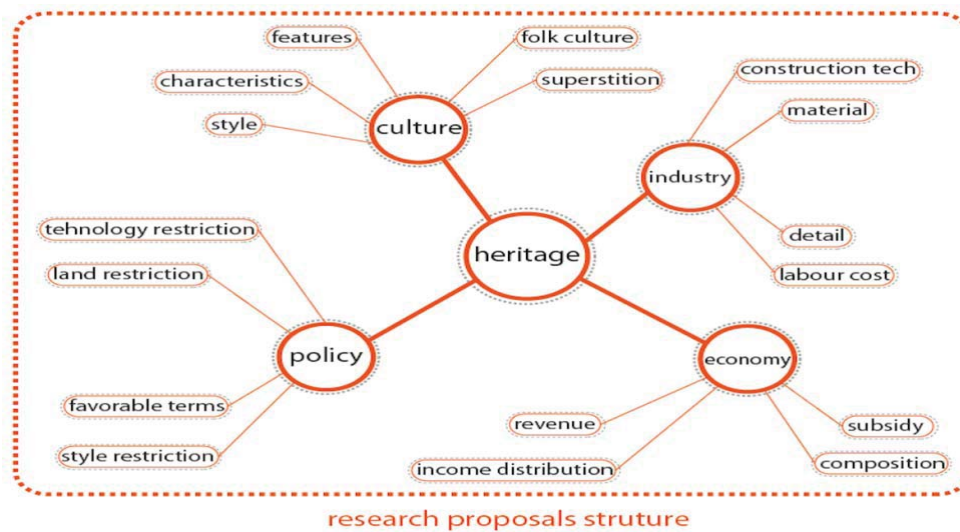 features
folk culture
characteristics
superstition
style
culture
construction tech
material
industry
detail
labour cost
heritage
tehnology restriction
land restriction
policy
favorable terms
style restriction
economy
revenue
subsidy
income distribution
composition
research proposals struture